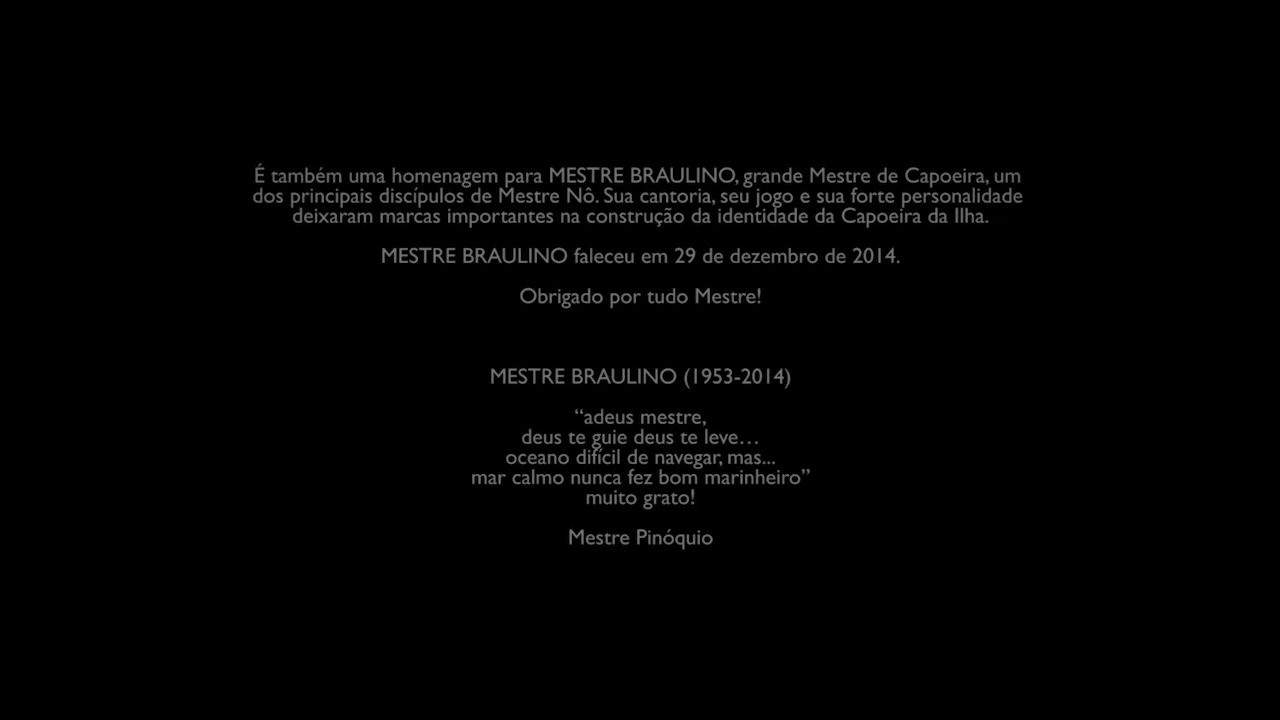 É também uma homenagem para MESTRE BRAULINO, grande Mestre de Capoeira, um
dos principais discípulos de Mestre Nô. Sua cantoria, seu jogo e sua forte personalidade
deixaram marcas importantes na construção da identidade da Capoeira da Ilha.
MESTRE BRAULINO faleceu em 29 de dezembro de 2014.
Obrigado por tudo Mestre!
MESTRE BRAULINO (1953-2014)
“adeus mestre,
deus te guie deus te leve…
oceano difícil de navegar, mas...
mar calmo nunca fez bom marinheiro”
muito grato!
Mestre Pinóquio